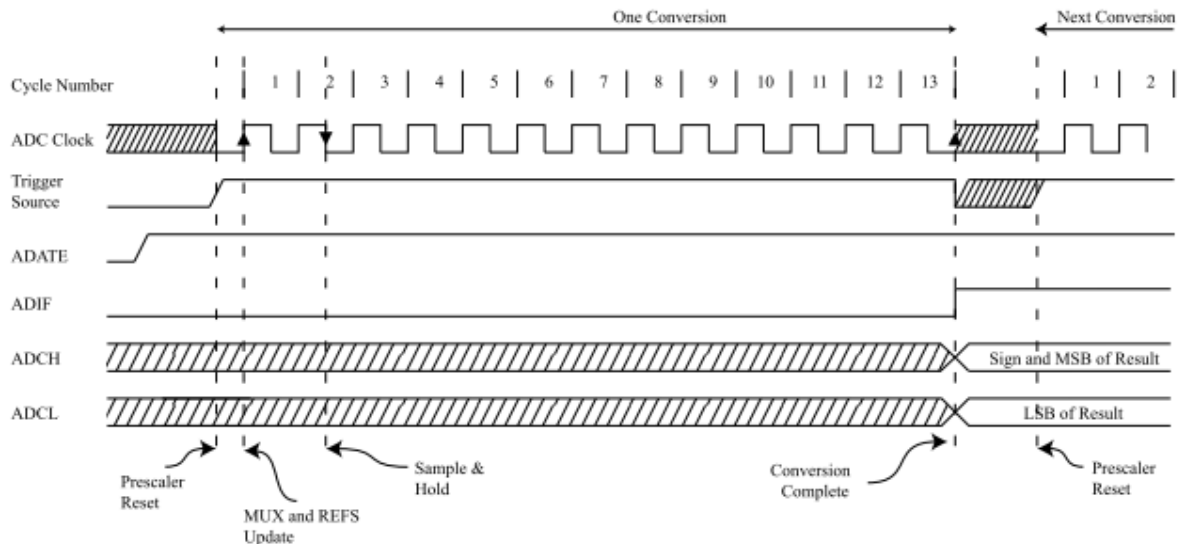 One Conversion
Next Conversion
Cycle Number
1 2 3 4 5 6 7 8 9 10 11 12 13 1 2
ADC Clock
Trigger
Source
ADATE
ADIF
ADCH
Sign and MSB of Result
ADCL
LSB of Result
Prescaler
Reset
MUX and REFS
Update
Sample &
Hold
Conversion
Complete
Prescaler
Reset